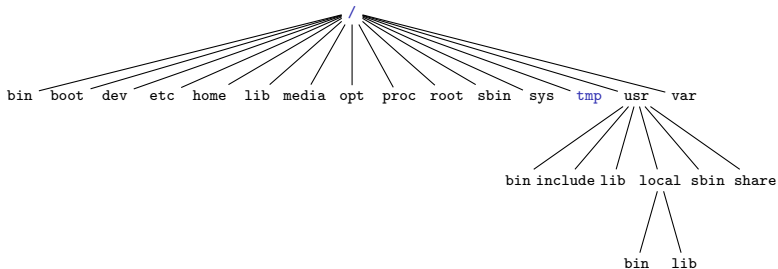 /
bin boot dev etc home lib media opt proc root sbin sys tmp usr var
bin include lib local sbin share
bin lib